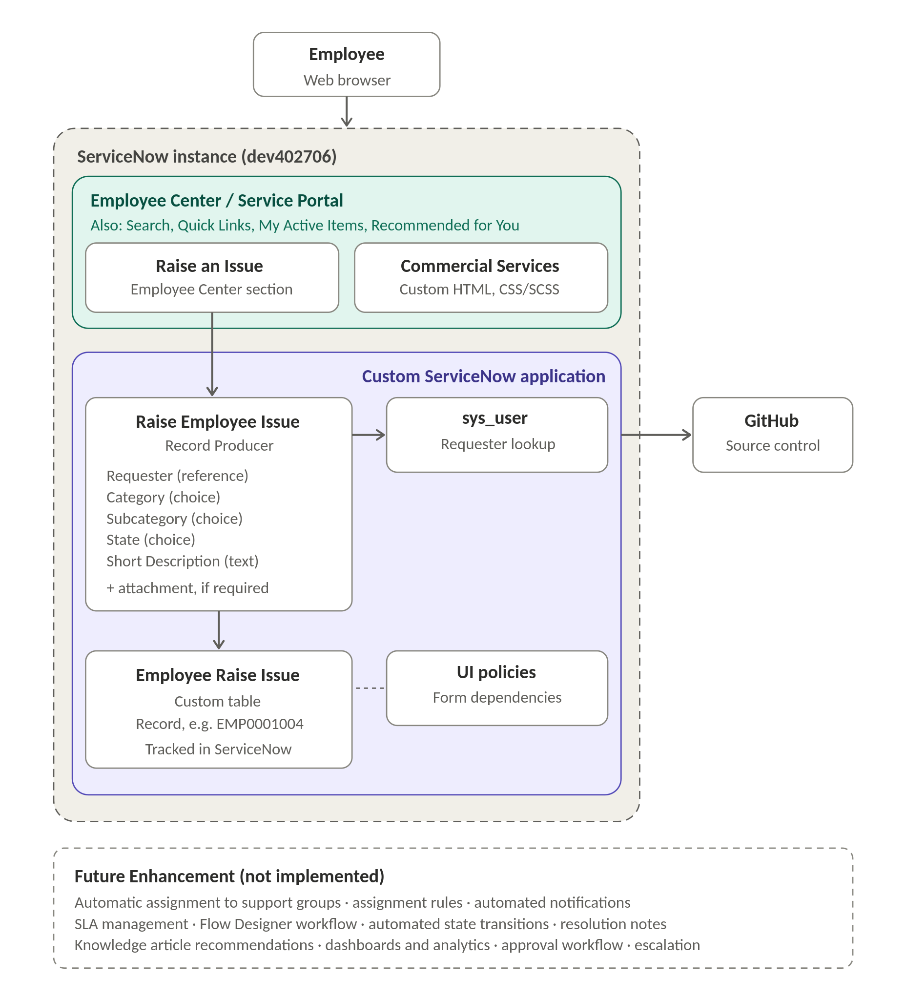 Employee
Web browser
ServiceNow instance (dev402706)
Employee Center / Service Portal
Also: Search, Quick Links, My Active Items, Recommended for You
Raise an Issue
Employee Center section
Commercial Services
Custom HTML, CSS/SCSS
Custom ServiceNow application
Raise Employee Issue
Record Producer
Requester (reference)
Category (choice)
Subcategory (choice)
State (choice)
Short Description (text)
+ attachment, if required
sys_user
Requester lookup
GitHub
Source control
Employee Raise Issue
Custom table
Record, e.g. EMP0001004
Tracked in ServiceNow
UI policies
Form dependencies
Future Enhancement (not implemented)
Automatic assignment to support groups · assignment rules · automated notifications
SLA management · Flow Designer workflow · automated state transitions · resolution notes
Knowledge article recommendations · dashboards and analytics · approval workflow · escalation